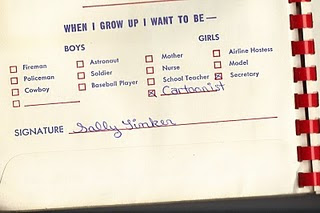 WHEN I GROW UP I WANT TO BE—
BOYS GIRLS
Fireman Astronaut Mother Airline Hostess
Policeman Soldier Nurse Model
Cowboy Baseball Player School Teacher Secretary
Cartoonist
SIGNATURE Sally Tinker